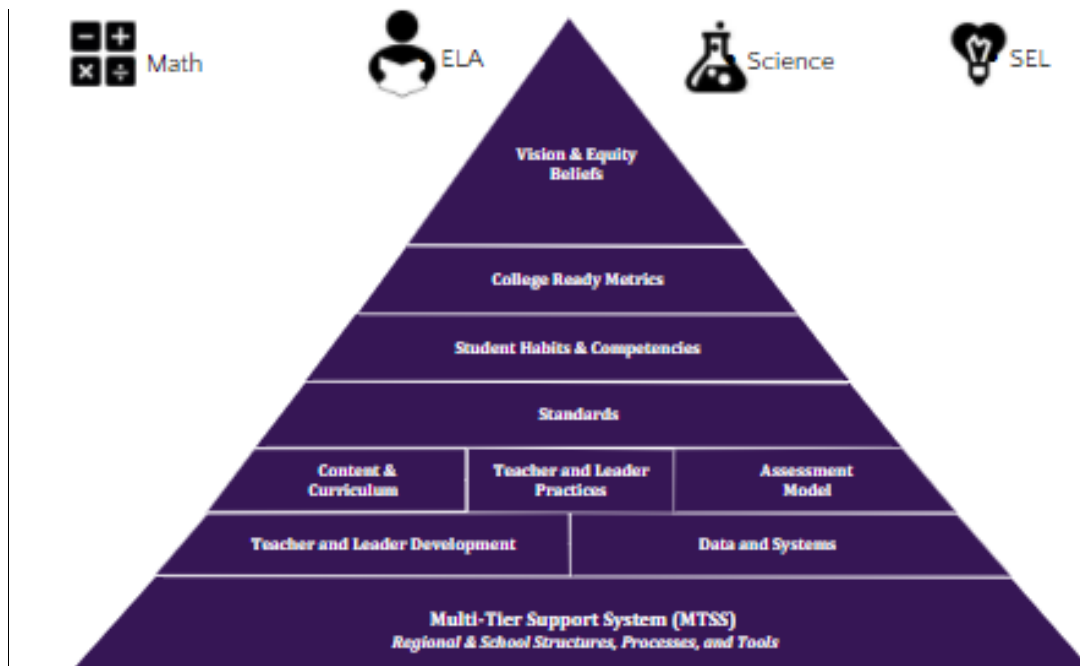 Math
ELA
Science
SEL
Vision & Equity
Beliefs
College Ready Metrics
Student Habits & Competencies
Standards
Content &
Curriculum
Teacher and Leader
Practices
Assessment
Model
Teacher and Leader Development
Data and Systems
Multi-Tier Support System (MTSS)
Regional & School Structures, Processes, and Tools